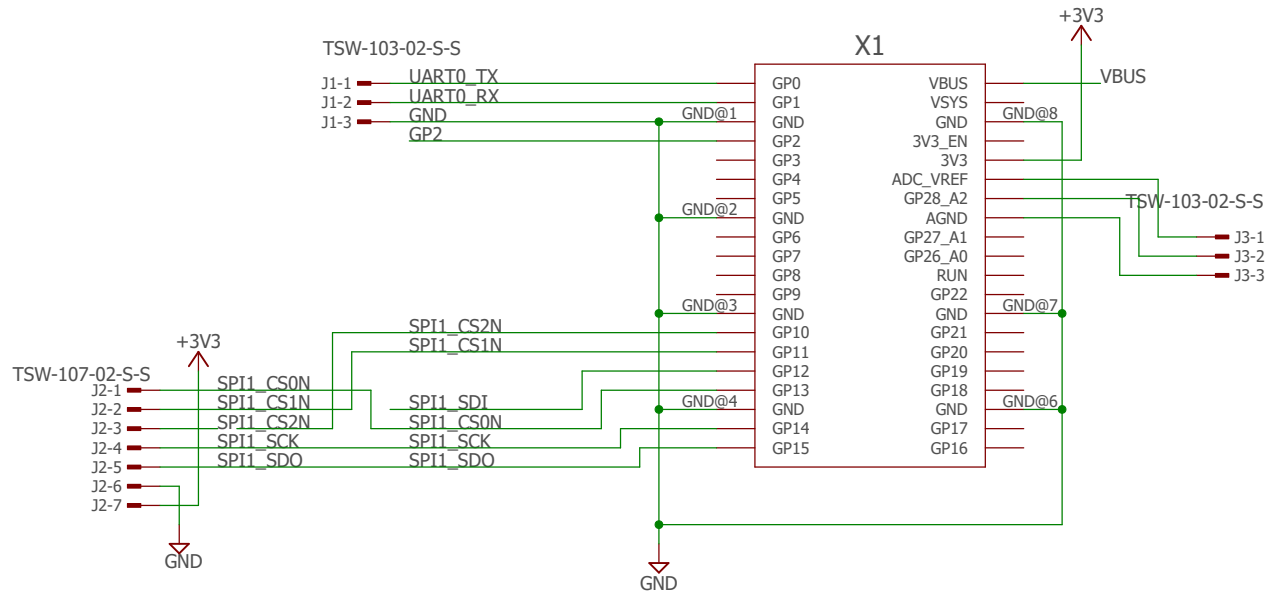 +3V3
TSW-103-02-S-S
X1
J1-1 UART0_TX GP0 VBUS VBUS
J1-2 UART0_RX GP1 VSYS
J1-3 GND GND@1 GND GND GND@8
GP2 GP2 3V3_EN
GP3 3V3
GP4 ADC_VREF
GP5 GP28_A2 TSW-103-02-S-S
GND@2 GND AGND
GP6 GP27_A1 J3-1
GP7 GP26_A0 J3-2
GP8 RUN J3-3
GP9 GP22
GND@3 GND GND GND@7
SPI1_CS2N GP10 GP21
+3V3 SPI1_CS1N GP11 GP20
TSW-107-02-S-S GP12 GP19
J2-1 SPI1_CS0N GP13 GP18
J2-2 SPI1_CS1N SPI1_SDI GND@4 GND GND GND@6
J2-3 SPI1_CS2N SPI1_CS0N GP14 GP17
J2-4 SPI1_SCK SPI1_SCK GP15 GP16
J2-5 SPI1_SDO SPI1_SDO
J2-6
J2-7
GND
GND